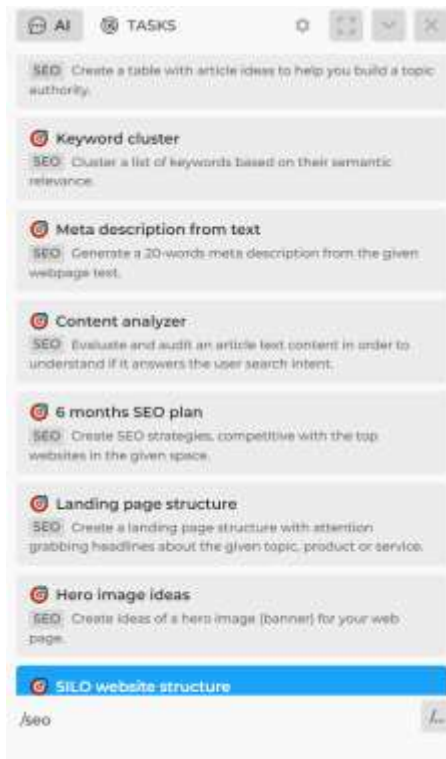 AI TASKS
SEO Create a table with article ideas to help you build a topic
authority.
Keyword cluster
SEO Cluster a list of keywords based on their semantic
relevance.
Meta description from text
SEO Generate a 20-words meta description from the given
webpage text.
Content analyzer
SEO Evaluate and audit an article text content in order to
understand if it answers the user search intent.
6 months SEO plan
SEO Create SEO strategies, competitive with the top
websites in the given space.
Landing page structure
SEO Create a landing page structure with attention
grabbing headlines about the given topic, product or service.
Hero image ideas
SEO Create ideas of a hero image (banner) for your web
page.
SILO website structure
/seo /...